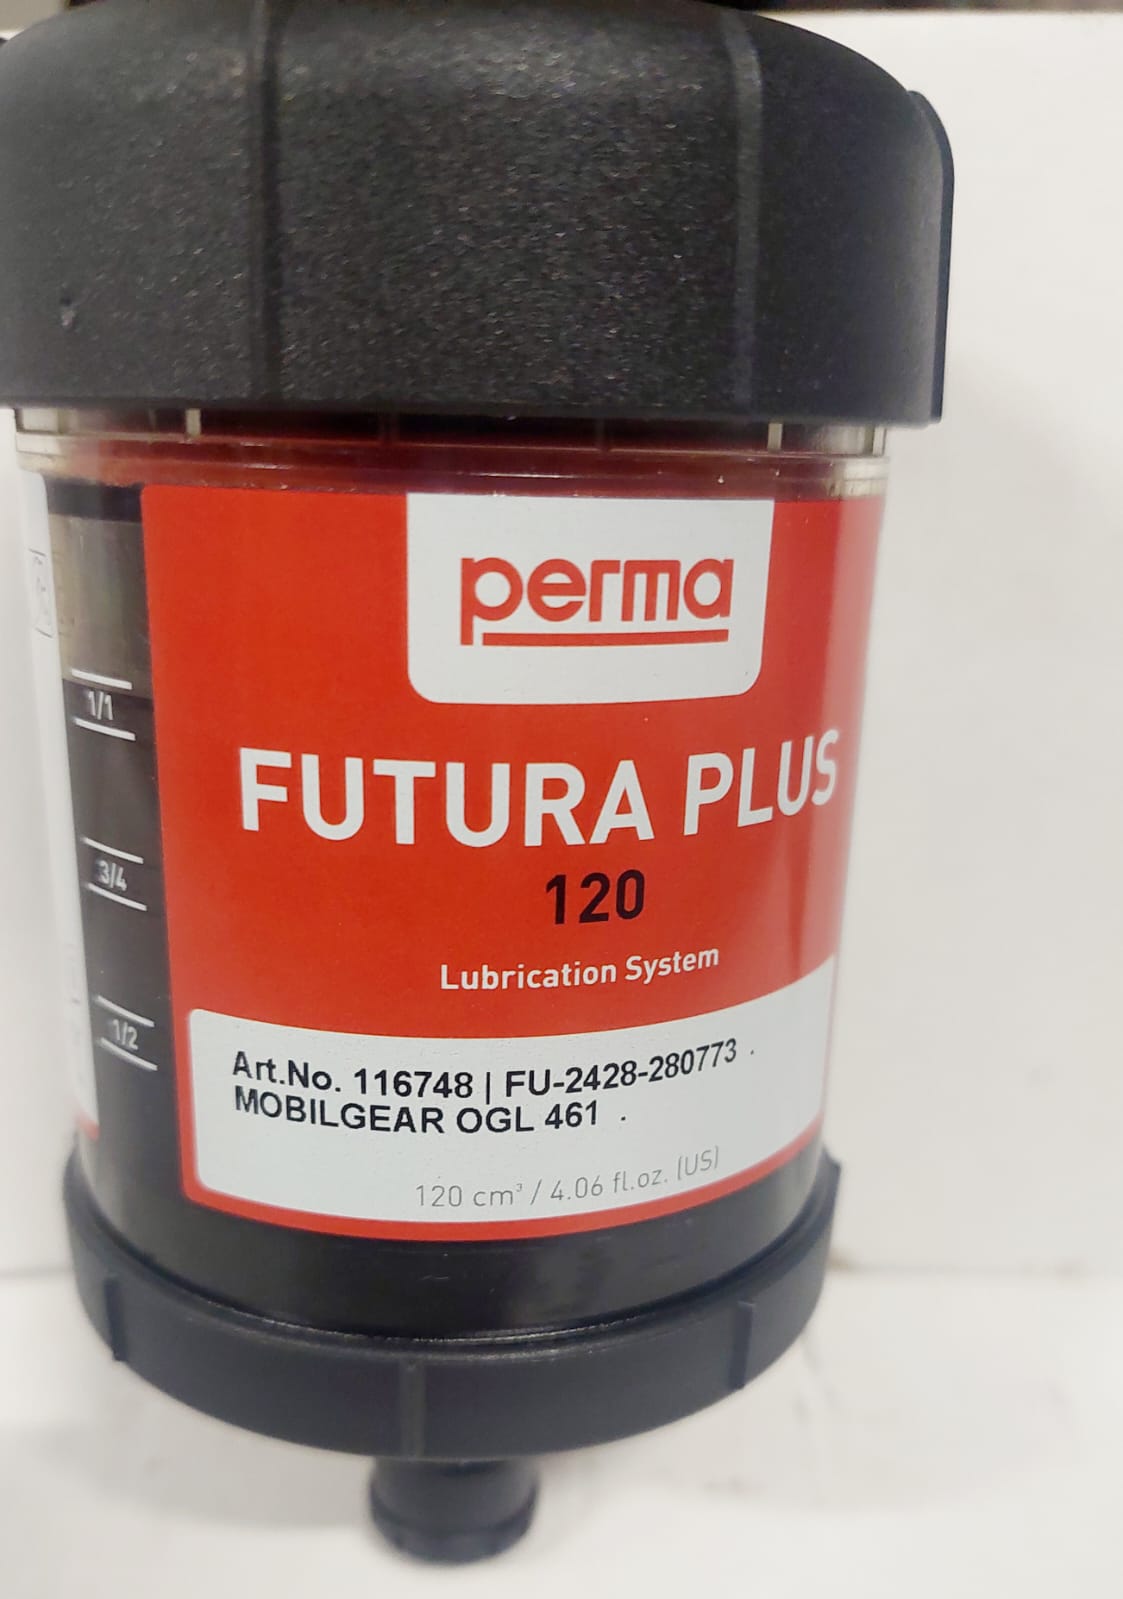 perma
FUTURA PLUS
120
Lubrication System
Art.No. 116748 | FU-2428-280773 .
MOBILGEAR OGL 461 .
120 cm³ / 4.06 fl.oz. (US)
1/1
3/4
1/2